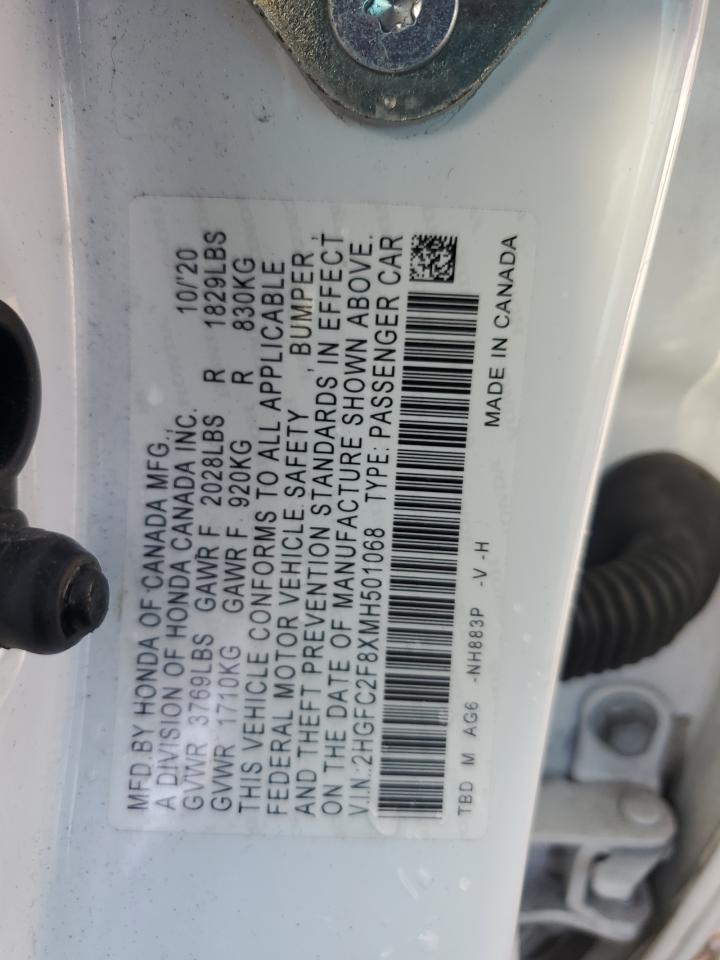 MFD.BY HONDA OF CANADA MFG., 10/'20
A DIVISION OF HONDA CANADA INC.
GVWR 3769LBS GAWR F 2028LBS R 1829LBS
GVWR 1710KG GAWR F 920KG R 830KG
THIS VEHICLE CONFORMS TO ALL APPLICABLE
FEDERAL MOTOR VEHICLE SAFETY , BUMPER ,
AND THEFT PREVENTION STANDARDS IN EFFECT
ON THE DATE OF MANUFACTURE SHOWN ABOVE.
V.I.N.:2HGFC2F8XMH501068 TYPE: PASSENGER CAR
TBD M AG6 -NH883P -V -H
MADE IN CANADA